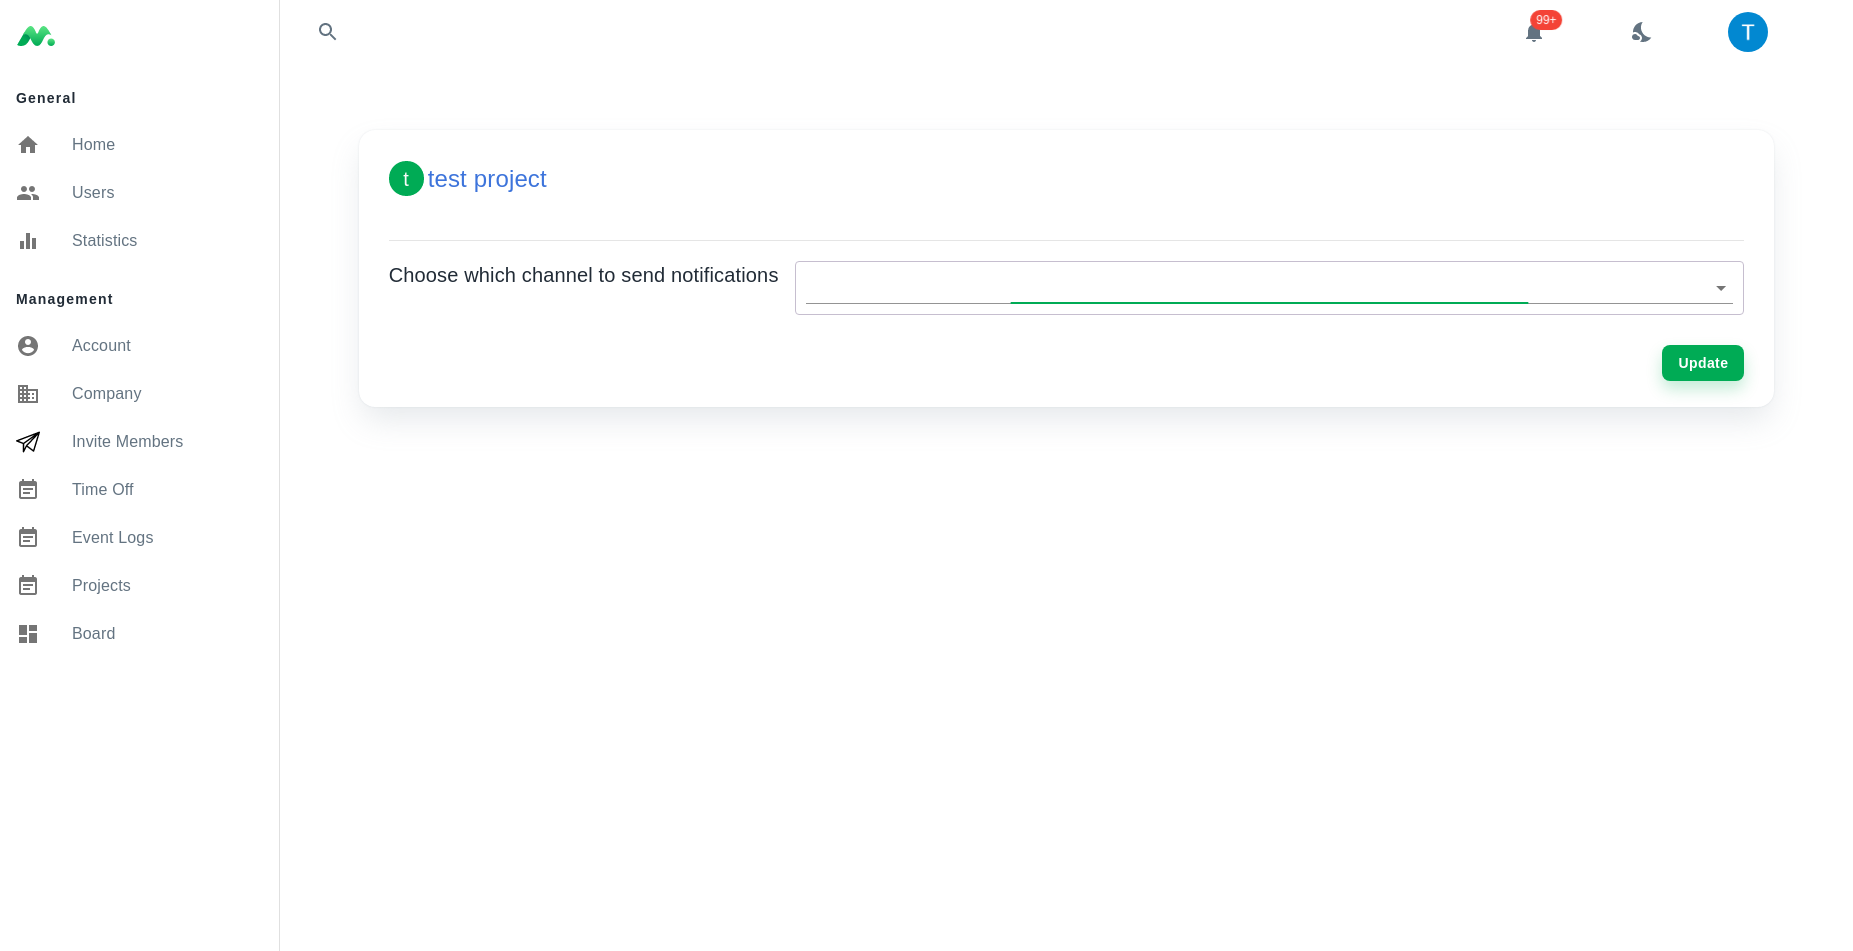 99+
T
General
Home
Users
Statistics
Management
Account
Company
Invite Members
Time Off
Event Logs
Projects
Board
t test project
Choose which channel to send notifications
Update